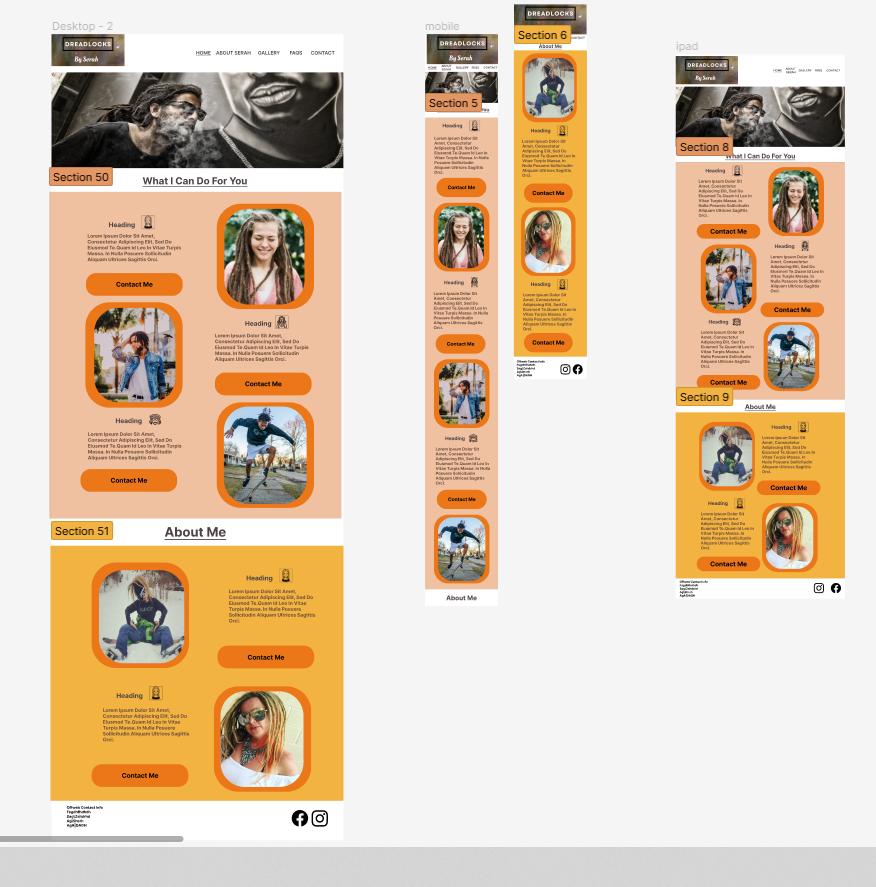 Desktop - 2
DREADLOCKS
By Serah
HOME ABOUT SERAH GALLERY FAQS CONTACT
Section 50
What I Can Do For You
Heading
Lorem Ipsum Dolor Sit Amet,
Consectetur Adipiscing Elit, Sed Do
Eiusmod Te.Quam Id Leo In Vitae Turpis
Massa. In Nulla Posuere Sollicitudin
Aliquam Ultrices Sagittis
Orci.
Contact Me
Heading
Lorem Ipsum Dolor Sit Amet,
Consectetur Adipiscing Elit, Sed Do
Eiusmod Te.Quam Id Leo In Vitae Turpis
Massa. In Nulla Posuere Sollicitudin
Aliquam Ultrices Sagittis
Orci.
Contact Me
Heading
Lorem Ipsum Dolor Sit Amet,
Consectetur Adipiscing Elit, Sed Do
Eiusmod Te.Quam Id Leo In Vitae Turpis
Massa. In Nulla Posuere Sollicitudin
Aliquam Ultrices Sagittis
Orci.
Contact Me
Section 51
About Me
Heading
Lorem Ipsum Dolor Sit Amet,
Consectetur Adipiscing Elit, Sed Do
Eiusmod Te.Quam Id Leo In Vitae
Turpis Massa. In Nulla Posuere
Sollicitudin Aliquam Ultrices Sagittis
Orci.
Contact Me
Heading
Lorem Ipsum Dolor Sit Amet,
Consectetur Adipiscing Elit, Sed Do
Eiusmod Te.Quam Id Leo In Vitae
Turpis Massa. In Nulla Posuere
Sollicitudin Aliquam Ultrices Sagittis
Orci.
Contact Me
Contact Info
mobile
DREADLOCKS
By Serah
HOME ABOUT SERAH GALLERY FAQS CONTACT
Section 5
You
Heading
Lorem Ipsum Dolor Sit
Amet, Consectetur
Adipiscing Elit, Sed Do
Eiusmod Te.Quam Id Leo In
Vitae Turpis Massa. In Nulla
Posuere Sollicitudin
Aliquam Ultrices Sagittis
Orci.
Contact Me
Heading
Lorem Ipsum Dolor Sit
Amet, Consectetur
Adipiscing Elit, Sed Do
Eiusmod Te.Quam Id Leo In
Vitae Turpis Massa. In Nulla
Posuere Sollicitudin
Aliquam Ultrices Sagittis
Orci.
Contact Me
Heading
Lorem Ipsum Dolor Sit
Amet, Consectetur
Adipiscing Elit, Sed Do
Eiusmod Te.Quam Id Leo In
Vitae Turpis Massa. In Nulla
Posuere Sollicitudin
Aliquam Ultrices Sagittis
Orci.
Contact Me
About Me
DREADLOCKS
Section 6
CONTACT
About Me
Heading
Lorem Ipsum Dolor Sit
Amet, Consectetur
Adipiscing Elit, Sed Do
Eiusmod Te.Quam Id Leo In
Vitae Turpis Massa. In Nulla
Posuere Sollicitudin
Aliquam Ultrices Sagittis
Orci.
Contact Me
Heading
Lorem Ipsum Dolor Sit
Amet, Consectetur
Adipiscing Elit, Sed Do
Eiusmod Te.Quam Id Leo In
Vitae Turpis Massa. In Nulla
Posuere Sollicitudin
Aliquam Ultrices Sagittis
Orci.
Contact Me
Contact Info
ipad
DREADLOCKS
By Serah
HOME ABOUT SERAH GALLERY FAQS CONTACT
Section 8
What I Can Do For You
Heading
Lorem Ipsum Dolor Sit
Amet, Consectetur
Adipiscing Elit, Sed Do
Eiusmod Te.Quam Id Leo In
Vitae Turpis Massa. In Nulla
Posuere Sollicitudin
Aliquam Ultrices Sagittis
Orci.
Contact Me
Heading
Lorem Ipsum Dolor Sit
Amet, Consectetur
Adipiscing Elit, Sed Do
Eiusmod Te.Quam Id Leo In
Vitae Turpis Massa. In Nulla
Posuere Sollicitudin
Aliquam Ultrices Sagittis
Orci.
Contact Me
Heading
Lorem Ipsum Dolor Sit
Amet, Consectetur
Adipiscing Elit, Sed Do
Eiusmod Te.Quam Id Leo In
Vitae Turpis Massa. In Nulla
Posuere Sollicitudin
Aliquam Ultrices Sagittis
Orci.
Contact Me
Section 9
About Me
Heading
Lorem Ipsum Dolor Sit
Amet, Consectetur
Adipiscing Elit, Sed Do
Eiusmod Te.Quam Id Leo In
Vitae Turpis Massa. In Nulla
Posuere Sollicitudin
Aliquam Ultrices Sagittis
Orci.
Contact Me
Heading
Lorem Ipsum Dolor Sit
Amet, Consectetur
Adipiscing Elit, Sed Do
Eiusmod Te.Quam Id Leo In
Vitae Turpis Massa. In Nulla
Posuere Sollicitudin
Aliquam Ultrices Sagittis
Orci.
Contact Me
Contact Info